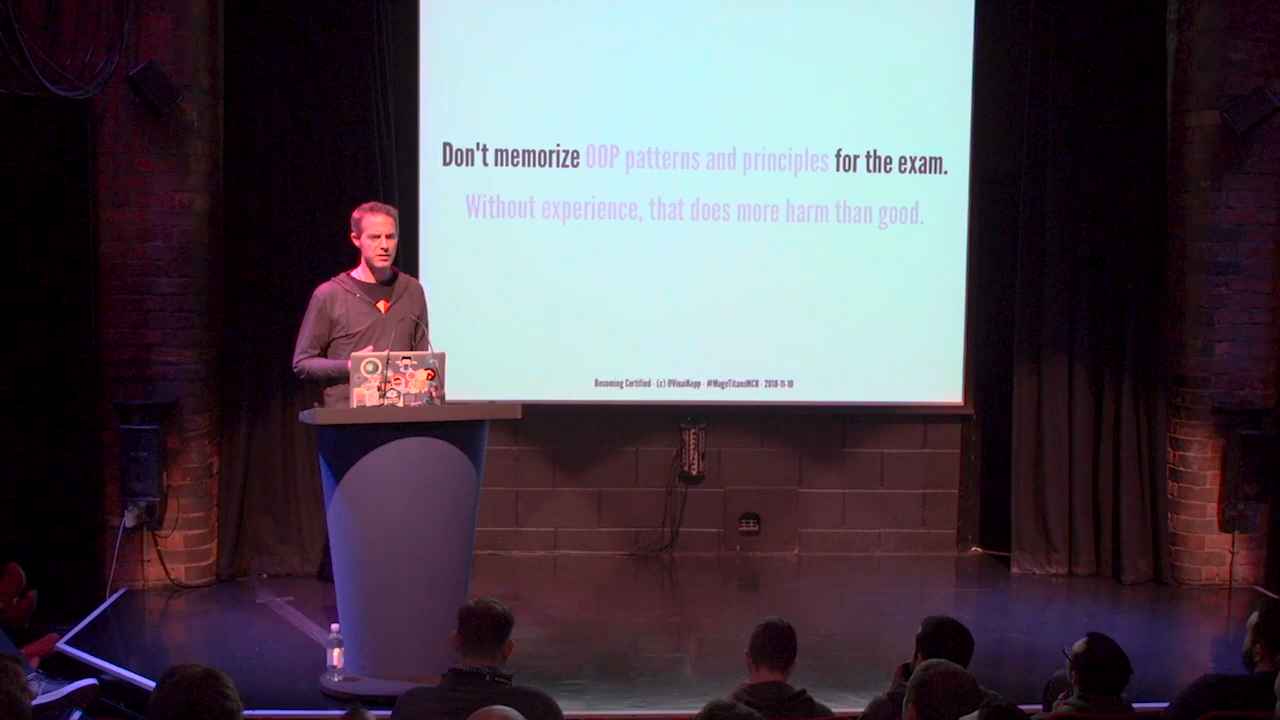 Don't memorize OOP patterns and principles for the exam.
Without experience, that does more harm than good.
Becoming Certified - (c) @VinaiKopp - #MageTitansMCR - 2018-11-10